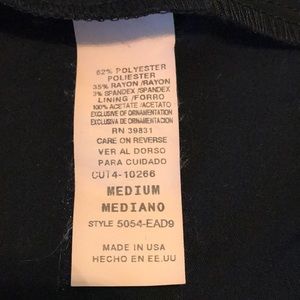 62% POLYESTER
POLIESTER
35% RAYON/RAYON
3% SPANDEX/SPANDEX
LINING/FORRO
100% ACETATE/ACETATO
EXCLUSIVE OF ORNAMENTATION
EXCLUSIVA DE ORNAMENTACION
RN 39831
CARE ON REVERSE
VER AL DORSO
PARA CUIDADO
CUT4-10266
MEDIUM
MEDIANO
STYLE 5054-EAD9
MADE IN USA
HECHO EN EE.UU